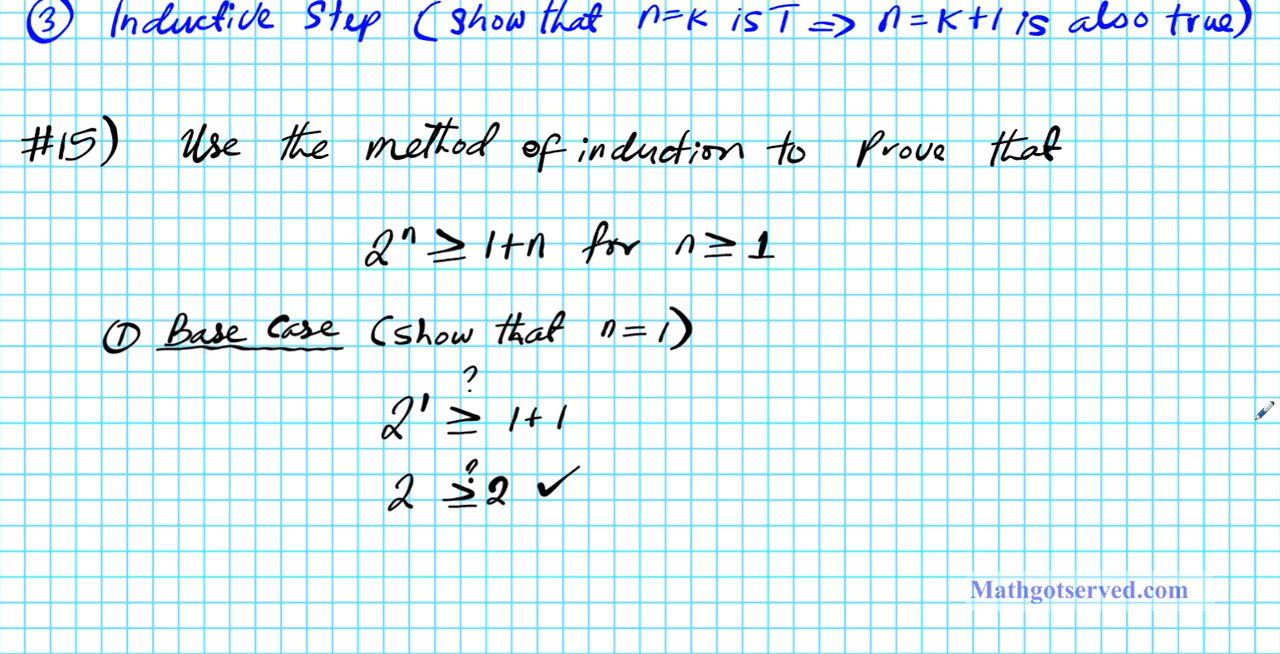 ③ Inductive Step (show that n=k is T => n=k+1 is also true)
#15) Use the method of induction to prove that
2ⁿ ≥ 1+n for n ≥ 1
① Base Case (show that n=1)
?
2¹ ≥ 1+1
?
2 ≥ 2 ✓
Mathgotserved.com